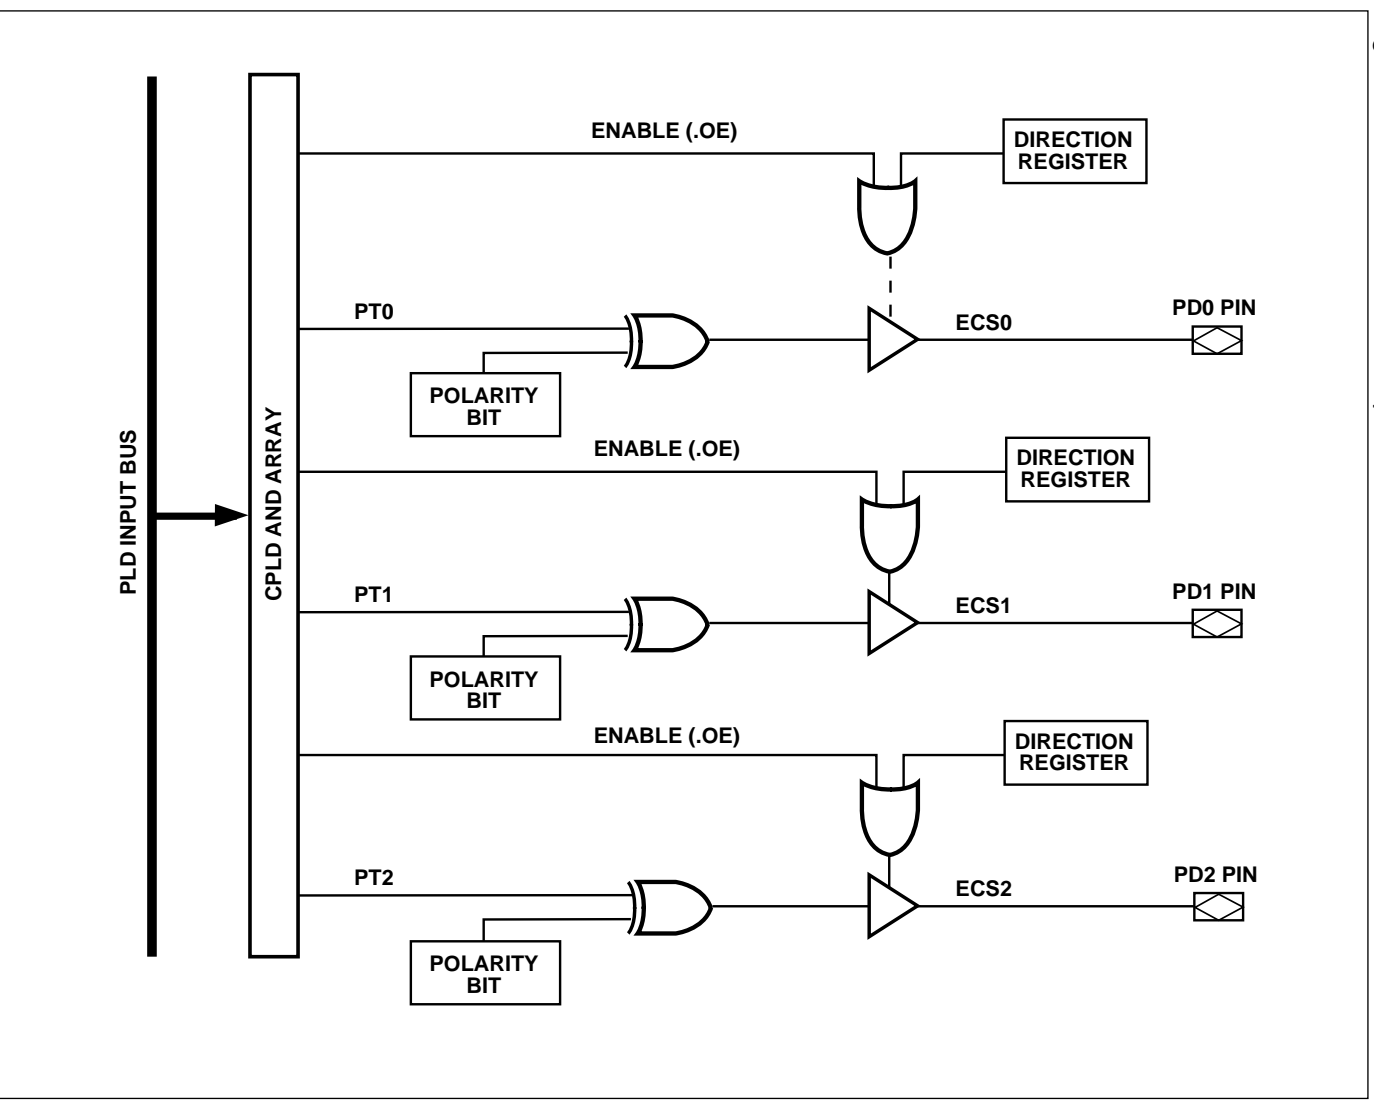 ENABLE (.OE)
DIRECTION
REGISTER
PT0
ECS0
PD0 PIN
POLARITY
BIT
ENABLE (.OE)
DIRECTION
REGISTER
PLD INPUT BUS
CPLD AND ARRAY
PT1
ECS1
PD1 PIN
POLARITY
BIT
ENABLE (.OE)
DIRECTION
REGISTER
PT2
ECS2
PD2 PIN
POLARITY
BIT